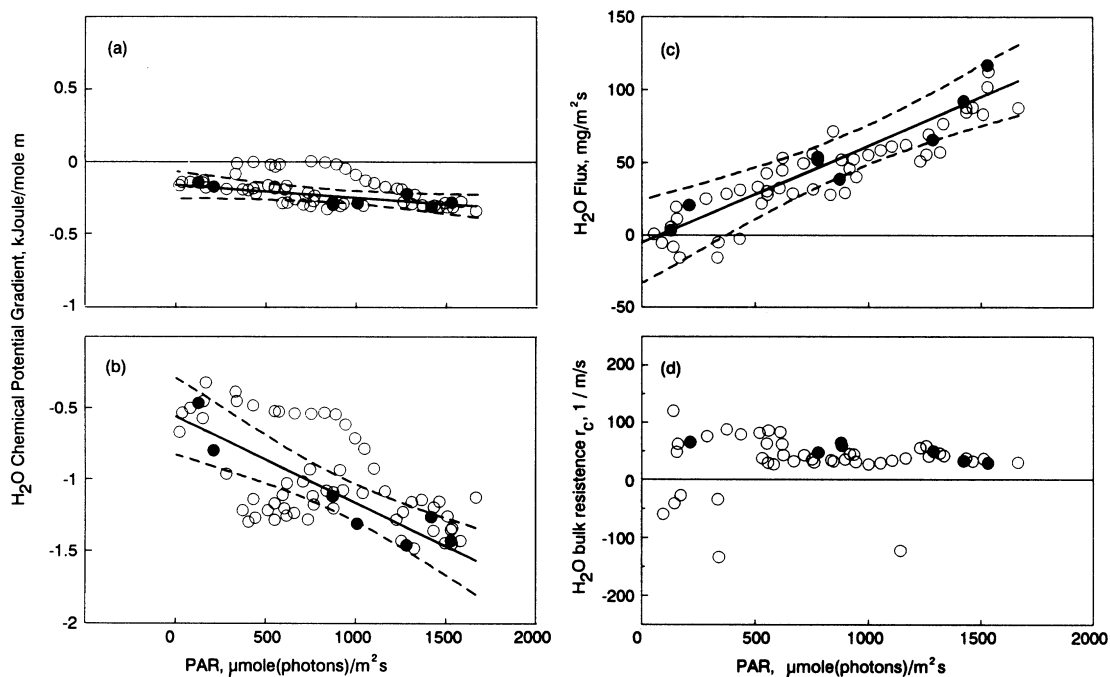 H2O Chemical Potential Gradient, kJoule/mole m
(a)
0.5
0
-0.5
-1
(b)
-0.5
-1
-1.5
-2
0 500 1000 1500 2000
PAR, µmole(photons)/m2s
H2O Flux, mg/m2s
(c)
150
100
50
0
-50
H2O bulk resistence rc, 1 / m/s
(d)
200
100
0
-100
-200
0 500 1000 1500 2000
PAR, µmole(photons)/m2s